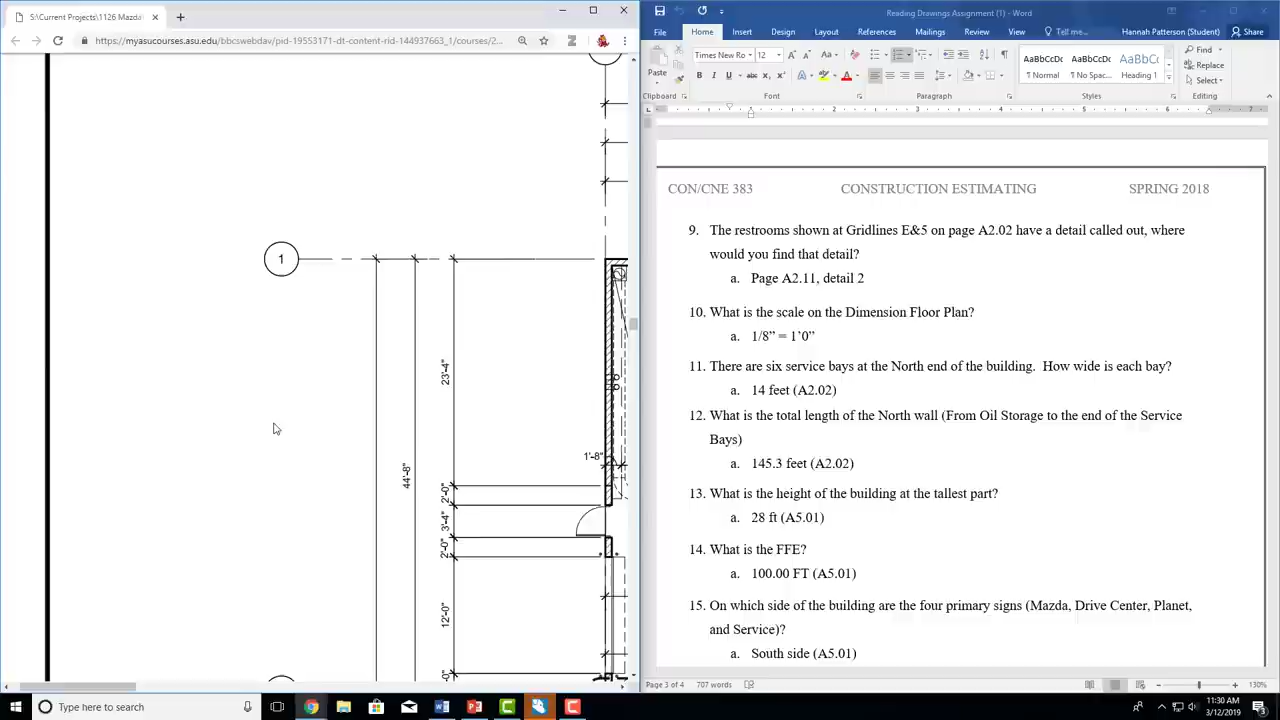 S:\Current Projects\1126 Mazda
Reading Drawings Assignment (1) - Word
https://myasucourses.asu.edu/bbcswebdav/pid-19553171-dt-content-rid-144937663_1/courses/2...
File Home Insert Design Layout References Mailings Review View Tell me... Hannah Patterson (Student) Share
Paste
Times New Ro 12
AaBbCcDc AaBbCcDc AaBbCc
¶ Normal ¶ No Spac... Heading 1
Find
Replace
Select
Clipboard Font Paragraph Styles Editing
CON/CNE 383 CONSTRUCTION ESTIMATING SPRING 2018
9. The restrooms shown at Gridlines E&5 on page A2.02 have a detail called out, where
would you find that detail?
a. Page A2.11, detail 2
10. What is the scale on the Dimension Floor Plan?
a. 1/8” = 1’0”
11. There are six service bays at the North end of the building. How wide is each bay?
a. 14 feet (A2.02)
12. What is the total length of the North wall (From Oil Storage to the end of the Service
Bays)
a. 145.3 feet (A2.02)
13. What is the height of the building at the tallest part?
a. 28 ft (A5.01)
14. What is the FFE?
a. 100.00 FT (A5.01)
15. On which side of the building are the four primary signs (Mazda, Drive Center, Planet,
and Service)?
a. South side (A5.01)
1
23'-4"
1'-8"
44'-8"
2'-0"
3'-4"
2'-0"
12'-0"
Page 3 of 4 707 words 130%
Type here to search
11:30 AM
3/12/2019